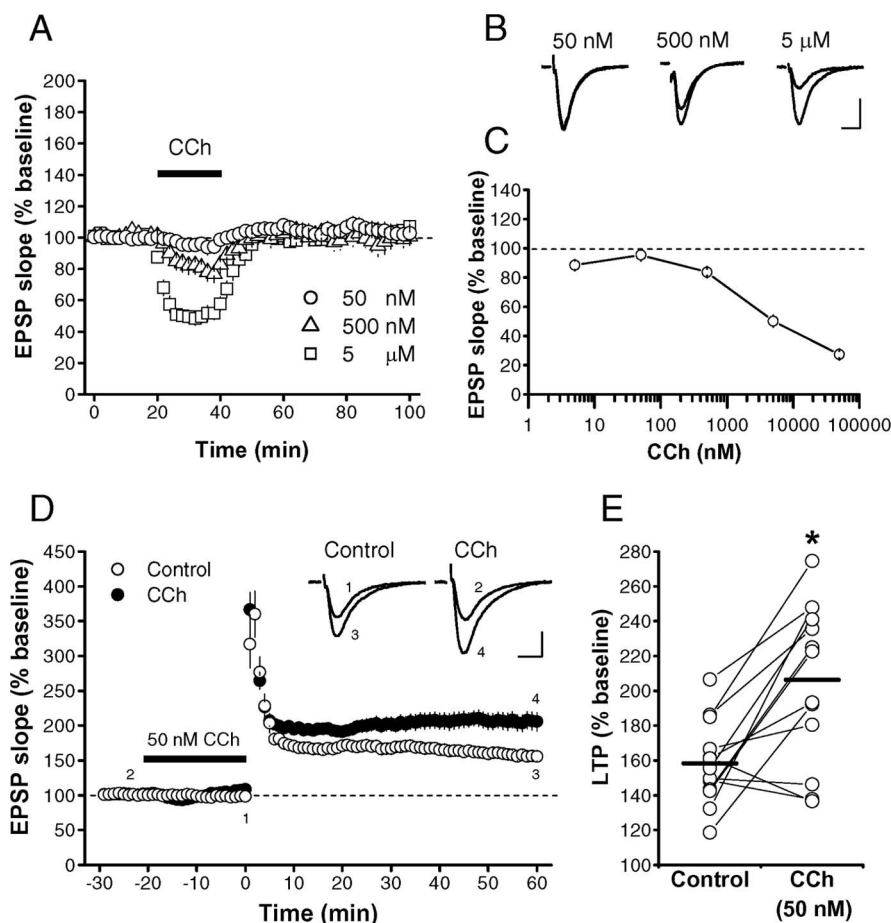 A
200
180
160
140
120
100
80
60
40
20
0
EPSP slope (% baseline)
CCh
50 nM
500 nM
5 μM
0 20 40 60 80 100
Time (min)
B
50 nM 500 nM 5 μM
C
140
120
100
80
60
40
20
0
EPSP slope (% baseline)
1 10 100 1000 10000 100000
CCh (nM)
D
450
400
350
300
250
200
150
100
50
0
EPSP slope (% baseline)
Control
CCh
Control CCh
1
3
2
4
50 nM CCh
2
1
4
3
-30 -20 -10 0 10 20 30 40 50 60
Time (min)
E
*
280
260
240
220
200
180
160
140
120
100
LTP (% baseline)
Control CCh
(50 nM)